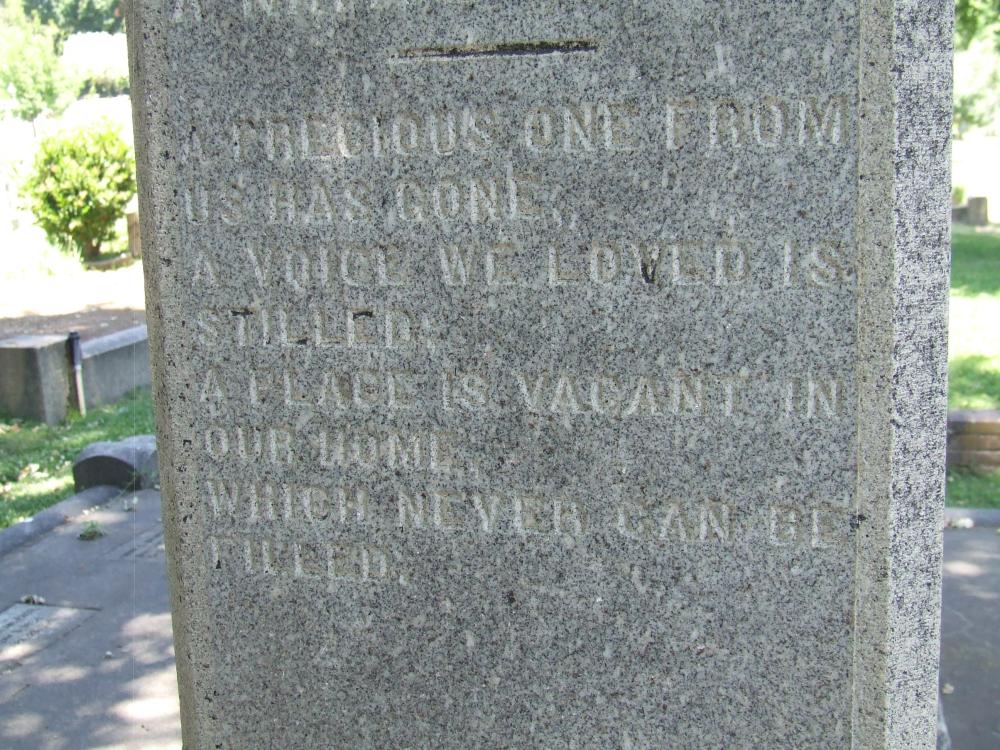 A PRECIOUS ONE FROM
US HAS GONE,
A VOICE WE LOVED IS
STILLED;
A PLACE IS VACANT IN
OUR HOME,
WHICH NEVER CAN BE
FILLED.